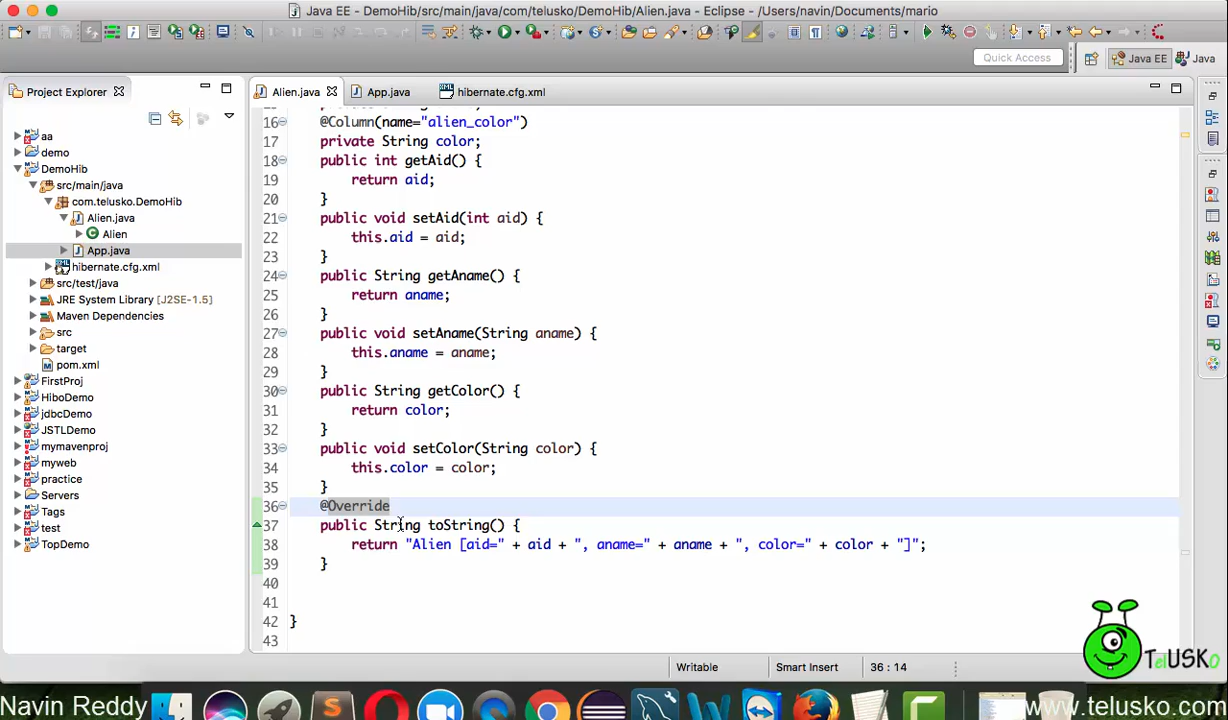 Java EE - DemoHib/src/main/java/com/telusko/DemoHib/Alien.java - Eclipse - /Users/navin/Documents/mario
Quick Access
Java EE
Java
Project Explorer
Alien.java
App.java
hibernate.cfg.xml
aa
demo
DemoHib
src/main/java
com.telusko.DemoHib
Alien.java
Alien
App.java
hibernate.cfg.xml
src/test/java
JRE System Library [J2SE-1.5]
Maven Dependencies
src
target
pom.xml
FirstProj
HiboDemo
jdbcDemo
JSTLDemo
mymavenproj
myweb
practice
Servers
Tags
test
TopDemo
16 @Column(name="alien_color")
17 private String color;
18 public int getAid() {
19 return aid;
20 }
21 public void setAid(int aid) {
22 this.aid = aid;
23 }
24 public String getAname() {
25 return aname;
26 }
27 public void setAname(String aname) {
28 this.aname = aname;
29 }
30 public String getColor() {
31 return color;
32 }
33 public void setColor(String color) {
34 this.color = color;
35 }
36 @Override
37 public String toString() {
38 return "Alien [aid=" + aid + ", aname=" + aname + ", color=" + color + "]";
39 }
40
41
42 }
43
TelUSKO
Writable
Smart Insert
36 : 14
Navin Reddy
www.telusko.com